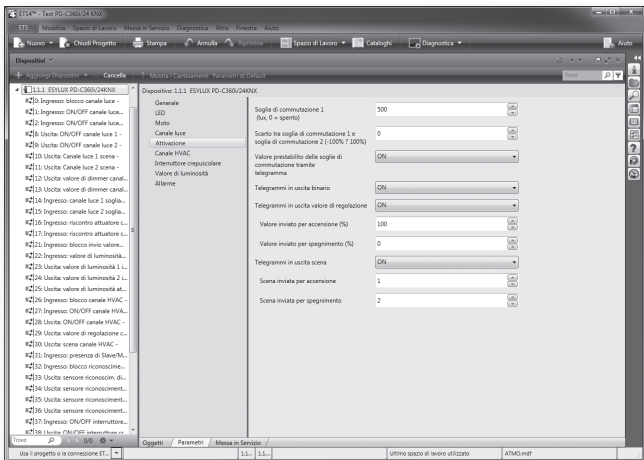 ETS4™ - Test PD-C360i/24 KNX
ETS Modifica Spazio di Lavoro Messa in Servizio Diagnostica Altro Finestra Aiuto
Nuovo Chiudi Progetto Stampa Annulla Ripristina Spazio di Lavoro Cataloghi Diagnostica Aiuto
Dispositivi
Aggiungi Dispositivi Cancella Mostra i Cambiamenti Parametri di Default Trova
1.1.1 ESYLUX PD-C360i/24KNX
0: Ingresso: blocco canale luce -
1: Ingresso: ON/OFF canale luce...
2: Ingresso: ON/OFF canale luce...
8: Uscita: ON/OFF canale luce 1 -
9: Uscita: ON/OFF canale luce 2 -
10: Uscita: Canale luce 1 scena -
11: Uscita: Canale luce 2 scena -
12: Uscita: valore di dimmer canal...
13: Uscita: valore di dimmer canal...
14: Ingresso: canale luce 1 soglia...
15: Ingresso: canale luce 2 soglia...
16: Ingresso: riscontro attuatore c...
17: Ingresso: riscontro attuatore c...
21: Ingresso: blocco invio valore...
22: Ingresso: valore di luminosità...
23: Uscita: valore di luminosità 1 i...
24: Uscita: valore di luminosità 2 i...
25: Uscita: valore di luminosità at...
26: Ingresso: blocco canale HVAC -
27: Ingresso: ON/OFF canale HVA...
28: Uscita: ON/OFF canale HVAC -
29: Uscita: valore di regolazione c...
30: Uscita: scena canale HVAC -
31: Ingresso: presenza di Slave/M...
32: Ingresso: blocco riconoscime...
33: Uscita: sensore riconoscim. di...
34: Uscita: sensore riconosciment...
35: Uscita: sensore riconosciment...
36: Uscita: sensore riconosciment...
37: Ingresso: ON/OFF interruttore...
38: Uscita: ON/OFF interruttore cr...
Trova 0/0
Dispositivo: 1.1.1 ESYLUX PD-C360i/24KNX
Generale
LED
Moto
Canale luce
Attivazione
Canale HVAC
Interruttore crepuscolare
Valore di luminosità
Allarme
Soglia di commutazione 1
(lux, 0 = spento)
500
Scarto tra soglia di commutazione 1 e
soglia di commutazione 2 (-100% ? 100%)
0
Valore prestabilito delle soglie di
commutazione tramite
telegramma
ON
Telegrammi in uscita binario ON
Telegrammi in uscita valore di regolazione ON
Valore inviato per accensione (%) 100
Valore inviato per spegnimento (%) 0
Telegrammi in uscita scena ON
Scena inviata per accensione 1
Scena inviata per spegnimento 2
Oggetti Parametri Messa in Servizio
Usa il progetto o la connessione ET... 1.1... 1.1... Ultimo spazio di lavoro utilizzato ATMO.mdf